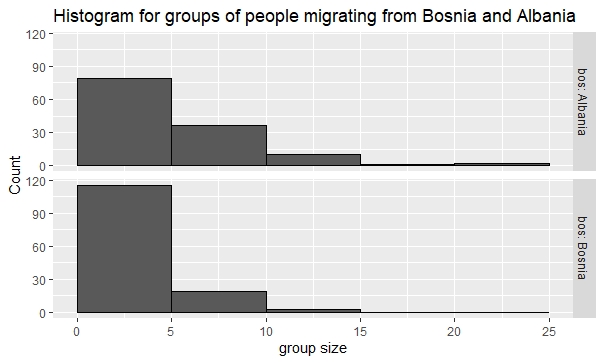 Histogram for groups of people migrating from Bosnia and Albania
120
90
60
30
0
bos: Albania
Count
120
90
60
30
0
bos: Bosnia
0 5 10 15 20 25
group size